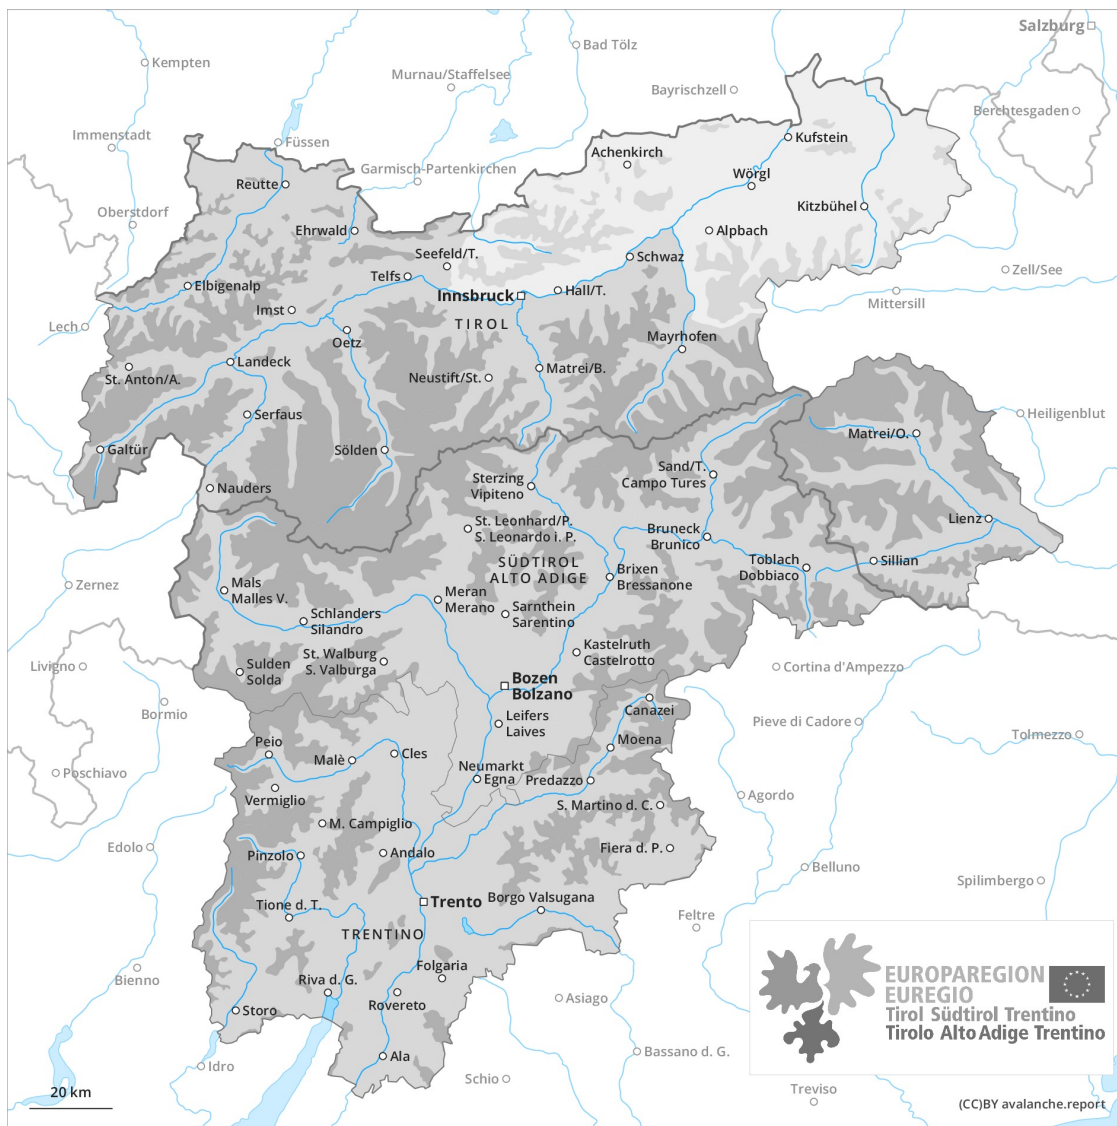 Salzburg
Bad Tölz
Kempten
Murnau/Staffelsee
Bayrischzell
Berchtesgaden
Immenstadt
Füssen
Kufstein
Achenkirch
Garmisch-Partenkirchen
Wörgl
Reutte
Kitzbühel
Oberstdorf
Ehrwald
Alpbach
Seefeld/T.
Schwaz
Telfs
Zell/See
Elbigenalp
Hall/T.
Innsbruck
Mittersill
Imst
TIROL
Lech
Oetz
Mayrhofen
Landeck
Matrei/B.
St. Anton/A.
Neustift/St.
Serfaus
Heiligenblut
Matrei/O.
Galtür
Sölden
Sterzing
Vipiteno
Sand/T.
Campo Tures
Nauders
Lienz
St. Leonhard/P.
S. Leonardo i. P.
Bruneck
Brunico
SÜDTIROL
ALTO ADIGE
Toblach
Dobbiaco
Sillian
Brixen
Bressanone
Zernez
Mals
Malles V.
Meran
Merano
Schlanders
Silandro
Sarnthein
Sarentino
Kastelruth
Castelrotto
St. Walburg
S. Valburga
Livigno
Sulden
Solda
Cortina d'Ampezzo
Bozen
Bolzano
Bormio
Canazei
Leifers
Laives
Pieve di Cadore
Tolmezzo
Peio
Moena
Malè
Cles
Poschiavo
Neumarkt
Egna
Predazzo
Vermiglio
S. Martino d. C.
Agordo
M. Campiglio
Edolo
Pinzolo
Andalo
Fiera d. P.
Belluno
Spilimbergo
Tione d. T.
Trento
Borgo Valsugana
Feltre
TRENTINO
Bienno
Folgaria
Riva d. G.
Rovereto
Asiago
Storo
EUROPAREGION
EUREGIO
Tirol Südtirol Trentino
Tirolo Alto Adige Trentino
Ala
Bassano d. G.
Idro
Schio
20 km
Treviso
(CC)BY avalanche.report